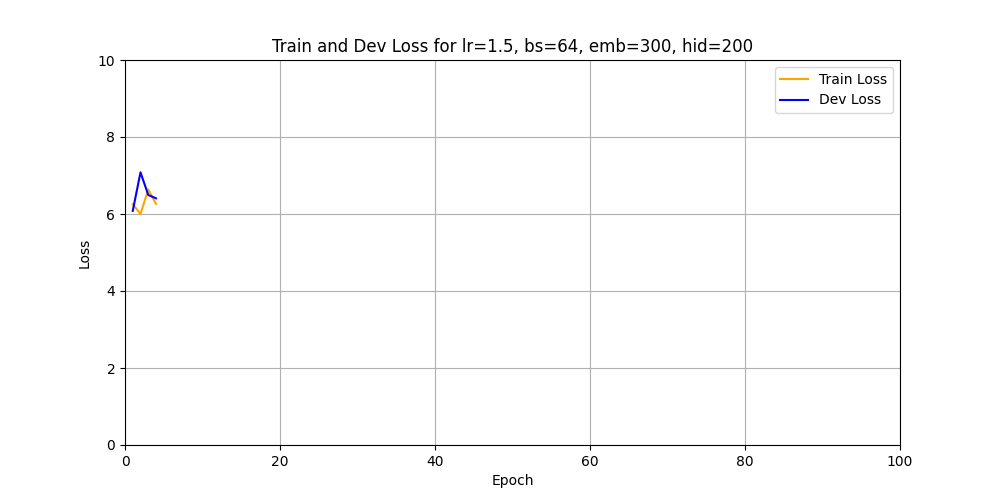 Train and Dev Loss for lr=1.5, bs=64, emb=300, hid=200
Train Loss
Dev Loss
10
8
6
4
2
0
Loss
0 20 40 60 80 100
Epoch